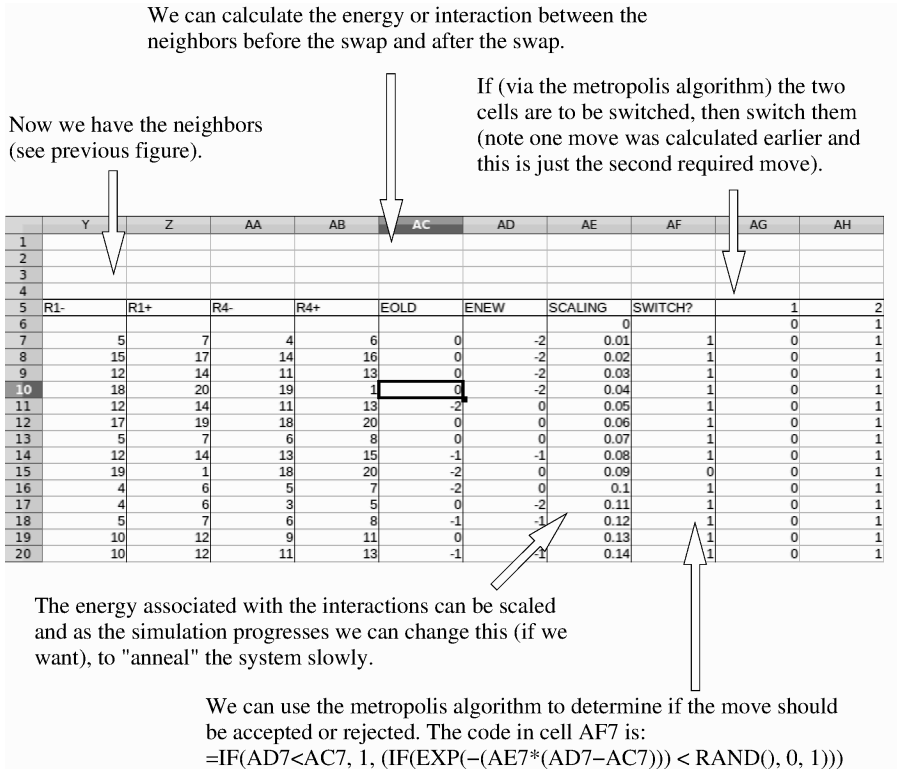 We can calculate the energy or interaction between the
neighbors before the swap and after the swap.
If (via the metropolis algorithm) the two
cells are to be switched, then switch them
(note one move was calculated earlier and
this is just the second required move).
Now we have the neighbors
(see previous figure).
Y Z AA AB AC AD AE AF AG AH
1
2
3
4
5 R1- R1+ R4- R4+ EOLD ENEW SCALING SWITCH? 1 2
6 0 0 1
7 5 7 4 6 0 -2 0.01 1 0 1
8 15 17 14 16 0 -2 0.02 1 0 1
9 12 14 11 13 0 -2 0.03 1 0 1
10 18 20 19 1 0 -2 0.04 1 0 1
11 12 14 11 13 -2 0 0.05 1 0 1
12 17 19 18 20 0 0 0.06 1 0 1
13 5 7 6 8 0 0 0.07 1 0 1
14 12 14 13 15 -1 -1 0.08 1 0 1
15 19 1 18 20 -2 0 0.09 0 0 1
16 4 6 5 7 -2 0 0.1 1 0 1
17 4 6 3 5 0 -2 0.11 1 0 1
18 5 7 6 8 -1 -1 0.12 1 0 1
19 10 12 9 11 0 0.13 1 0 1
20 10 12 11 13 -1 -1 0.14 1 0 1
The energy associated with the interactions can be scaled
and as the simulation progresses we can change this (if we
want), to "anneal" the system slowly.
We can use the metropolis algorithm to determine if the move should
be accepted or rejected. The code in cell AF7 is:
=IF(AD7<AC7, 1, (IF(EXP(−(AE7*(AD7−AC7))) < RAND(), 0, 1)))